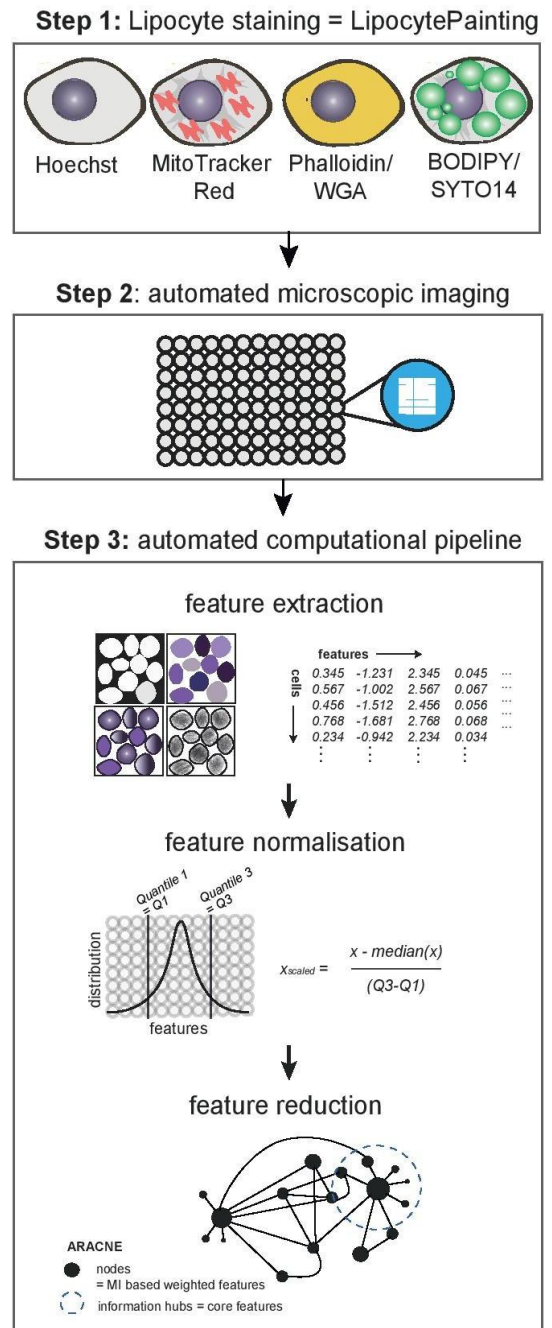 Step 1: Lipocyte staining = LipocytePainting
Hoechst
MitoTracker
Red
Phalloidin/
WGA
BODIPY/
SYTO14
Step 2: automated microscopic imaging
Step 3: automated computational pipeline
feature extraction
features
cells
0.345 -1.231 2.345 0.045 ...
0.567 -1.002 2.567 0.067 ...
0.456 -1.512 2.456 0.056 ...
0.768 -1.681 2.768 0.068 ...
0.234 -0.942 2.234 0.034
⋮ ⋮ ⋮ ⋮
feature normalisation
Quantile 1
= Q1
Quantile 3
= Q3
distribution
features
xscaled =
x - median(x)
(Q3-Q1)
feature reduction
ARACNE
nodes
= MI based weighted features
information hubs = core features